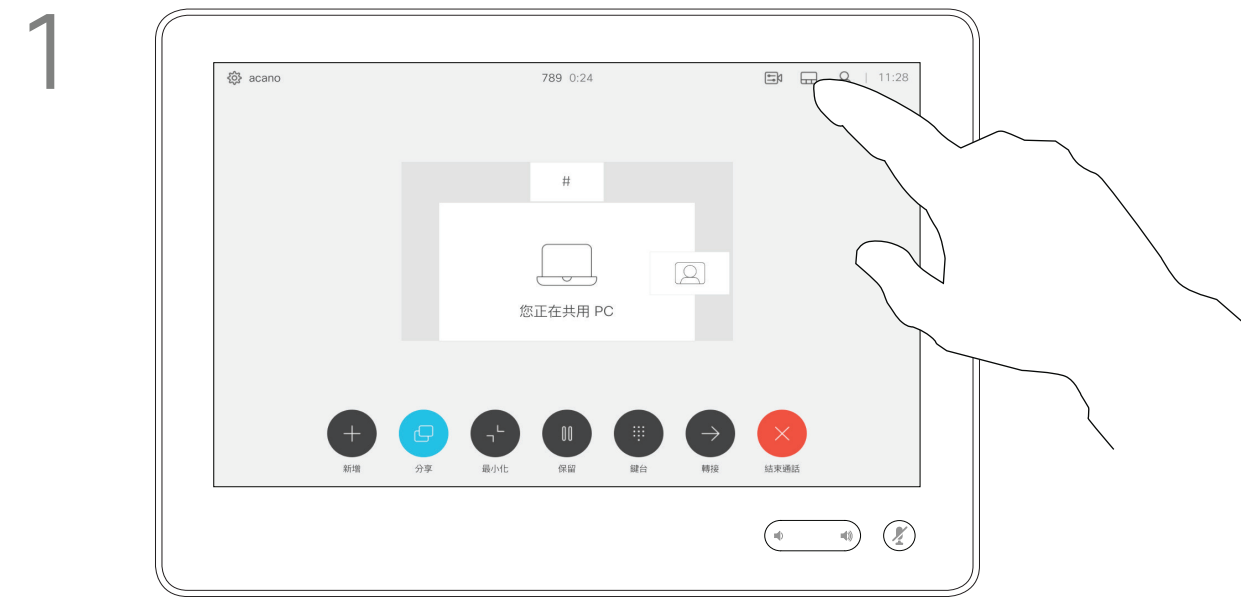 1
acano
789 0:24
11:28
#
您正在共用 PC
新增
分享
最小化
保留
鍵台
轉接
結束通話